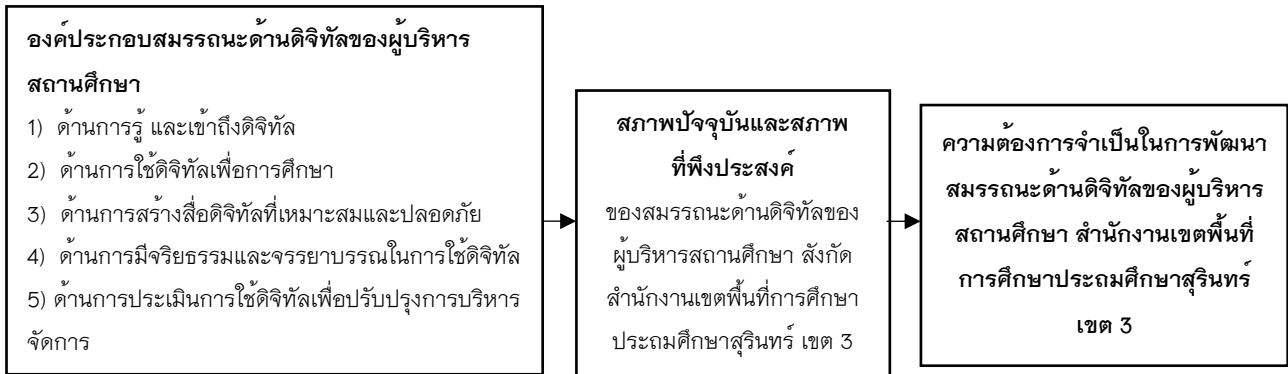 องค์ประกอบสมรรถนะด้านดิจิทัลของผู้บริหาร
สถานศึกษา
1) ด้านการรู้ และเข้าถึงดิจิทัล
2) ด้านการใช้ดิจิทัลเพื่อการศึกษา
3) ด้านการสร้างสื่อดิจิทัลที่เหมาะสมและปลอดภัย
4) ด้านการมีจริยธรรมและจรรยาบรรณในการใช้ดิจิทัล
5) ด้านการประเมินการใช้ดิจิทัลเพื่อปรับปรุงการบริหาร
จัดการ
สภาพปัจจุบันและสภาพ
ที่พึงประสงค์
ของสมรรถนะด้านดิจิทัลของ
ผู้บริหารสถานศึกษา สังกัด
สำนักงานเขตพื้นที่การศึกษา
ประถมศึกษาสุรินทร์ เขต 3
ความต้องการจำเป็นในการพัฒนา
สมรรถนะด้านดิจิทัลของผู้บริหาร
สถานศึกษา สำนักงานเขตพื้นที่
การศึกษาประถมศึกษาสุรินทร์
เขต 3